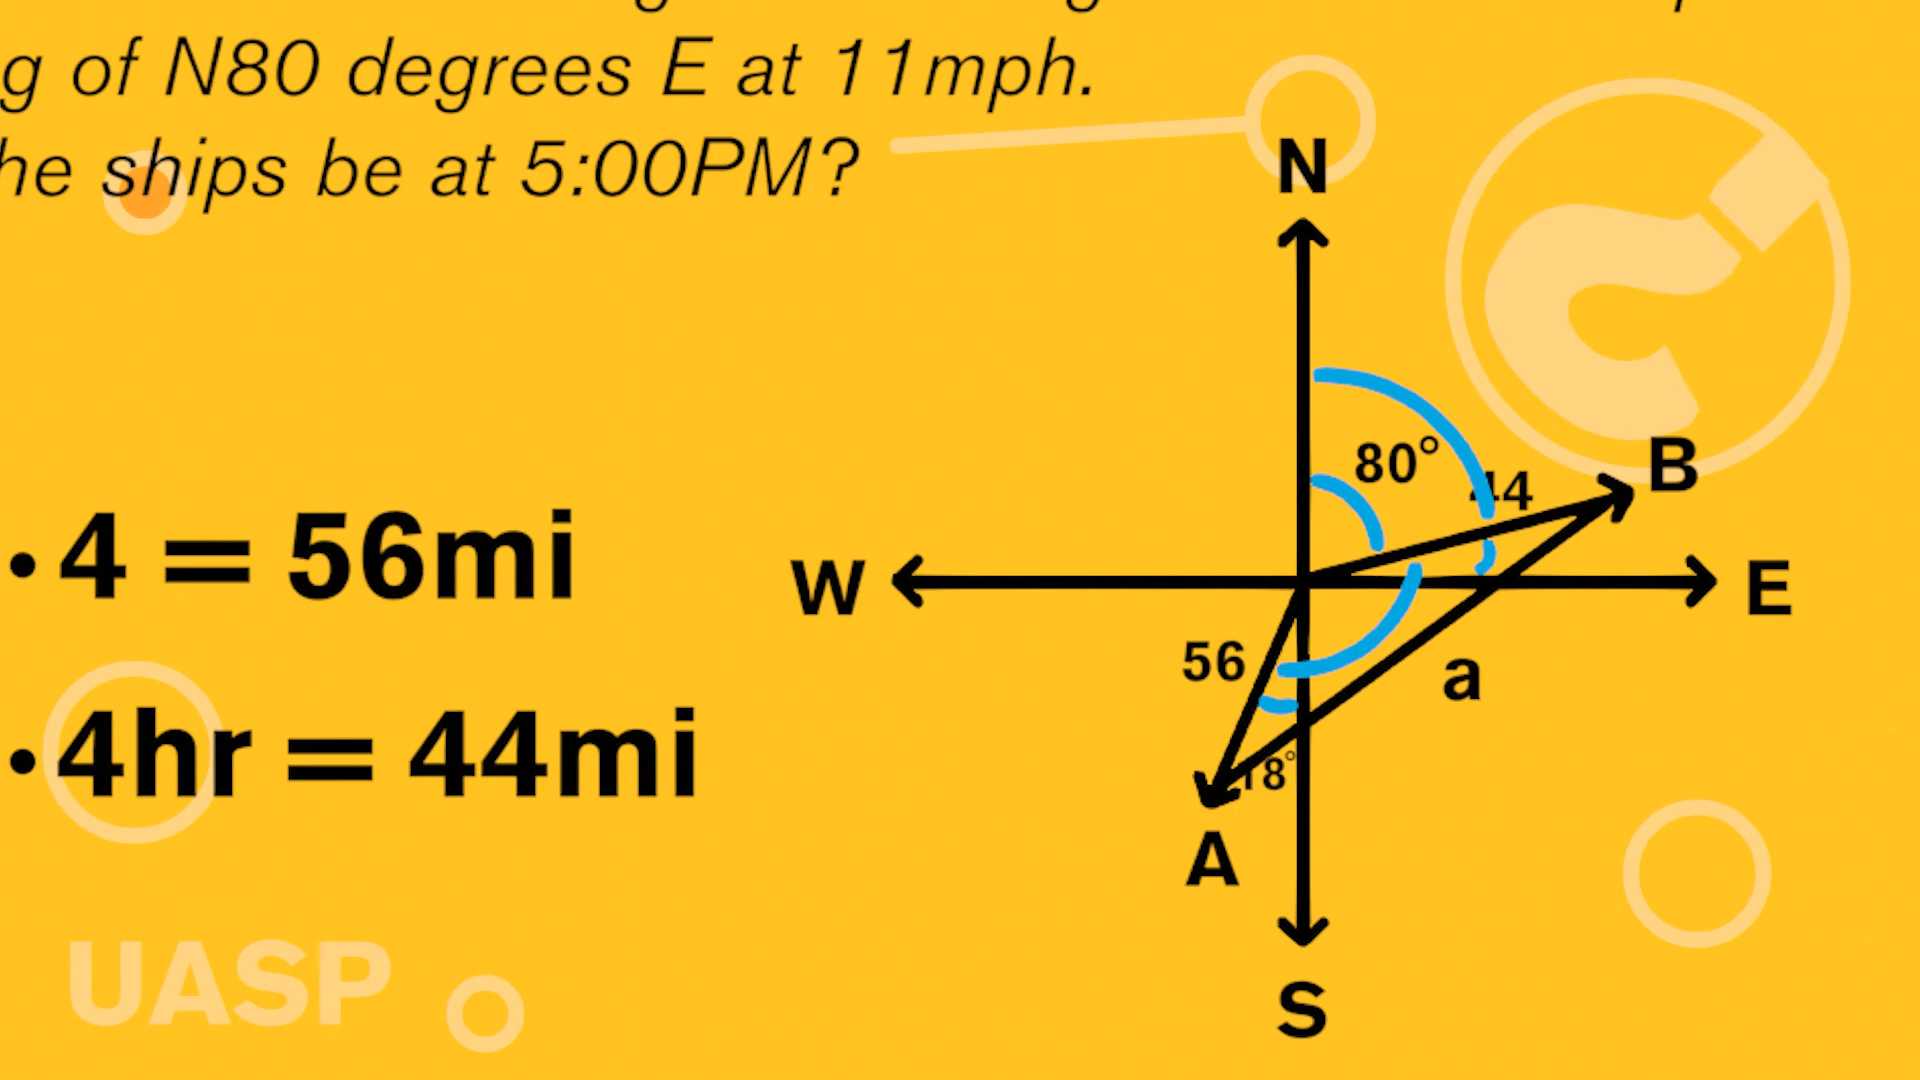 g of N80 degrees E at 11mph.
he ships be at 5:00PM?
N
80°
44
B
• 4 = 56mi
W
E
56
a
• 4hr = 44mi
18°
A
UASP
S